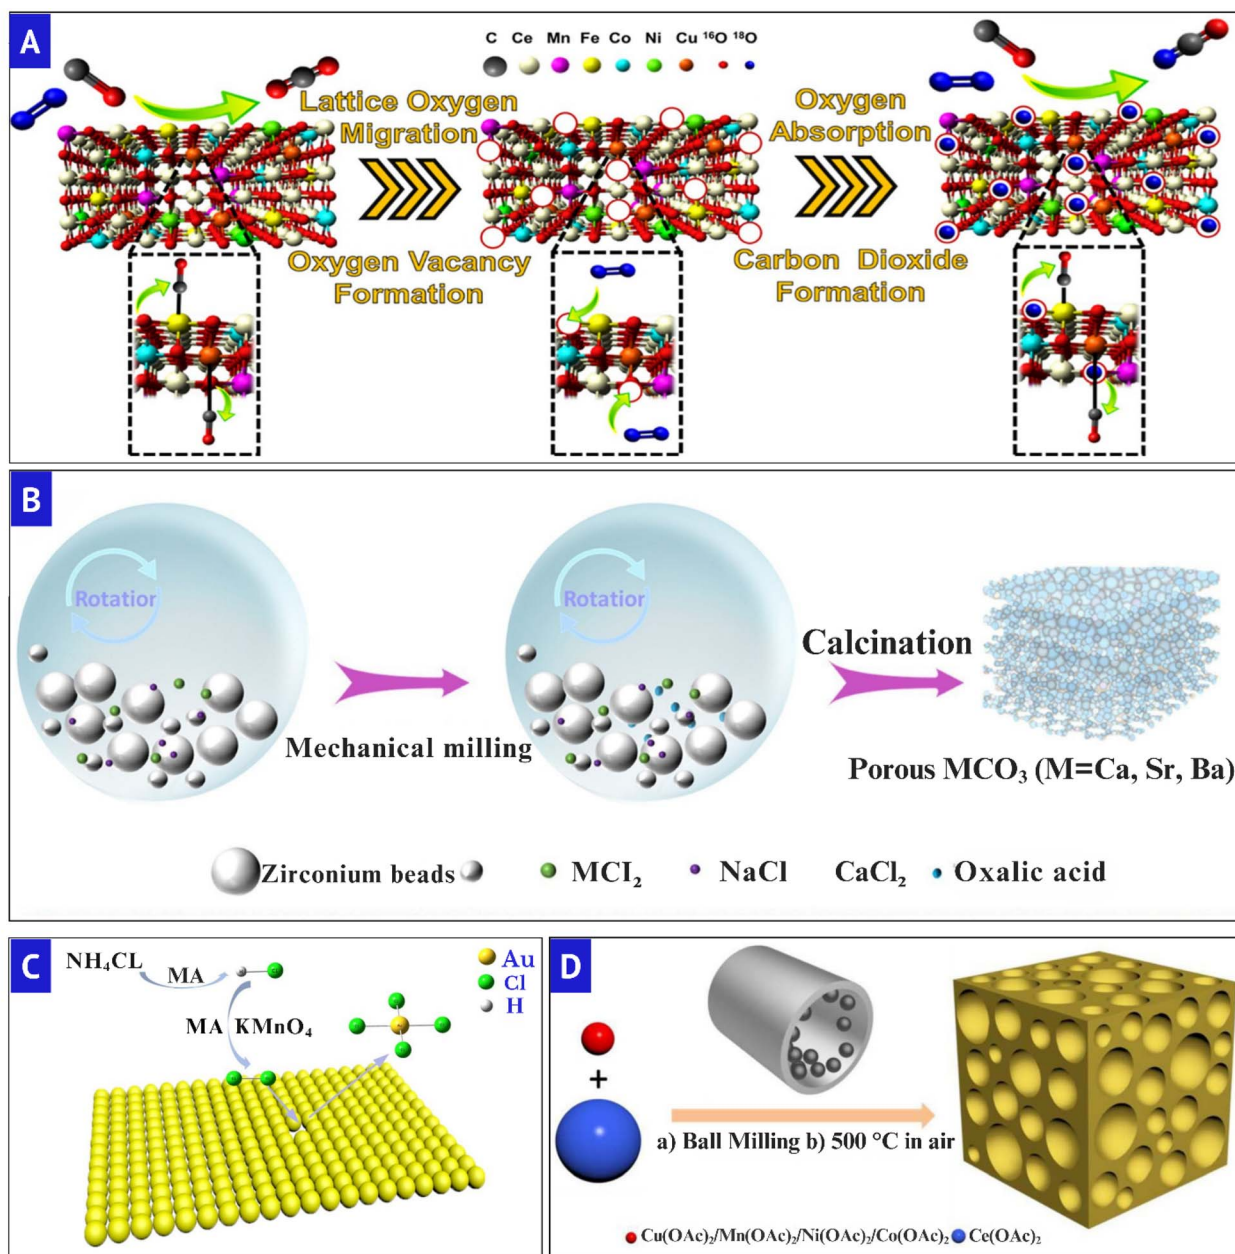 A
C Ce Mn Fe Co Ni Cu ¹⁶O ¹⁸O
Lattice Oxygen
Migration
Oxygen
Absorption
Oxygen Vacancy
Formation
Carbon Dioxide
Formation
B
Rotatior
Rotatior
Mechanical milling
Calcination
Porous MCO₃ (M=Ca, Sr, Ba)
Zirconium beads
MCI₂
NaCl
CaCl₂
Oxalic acid
C
NH₄CL
MA
MA KMnO₄
Au
Cl
H
D
+
a) Ball Milling b) 500 °C in air
Cu(OAc)₂/Mn(OAc)₂/Ni(OAc)₂/Co(OAc)₂ Ce(OAc)₂